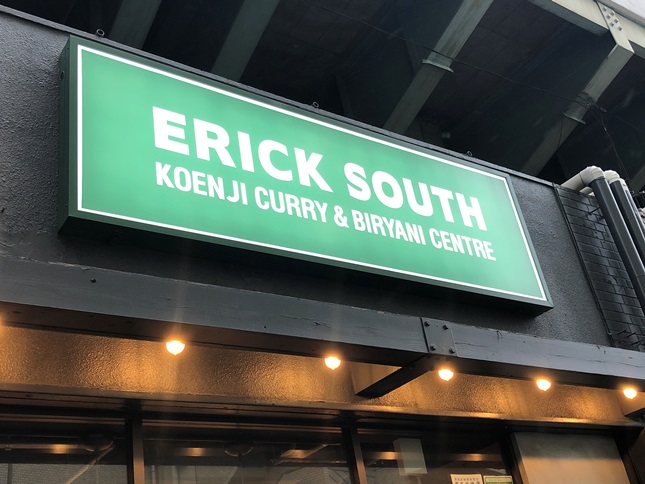 ERICK SOUTH
KOENJI CURRY & BIRYANI CENTRE